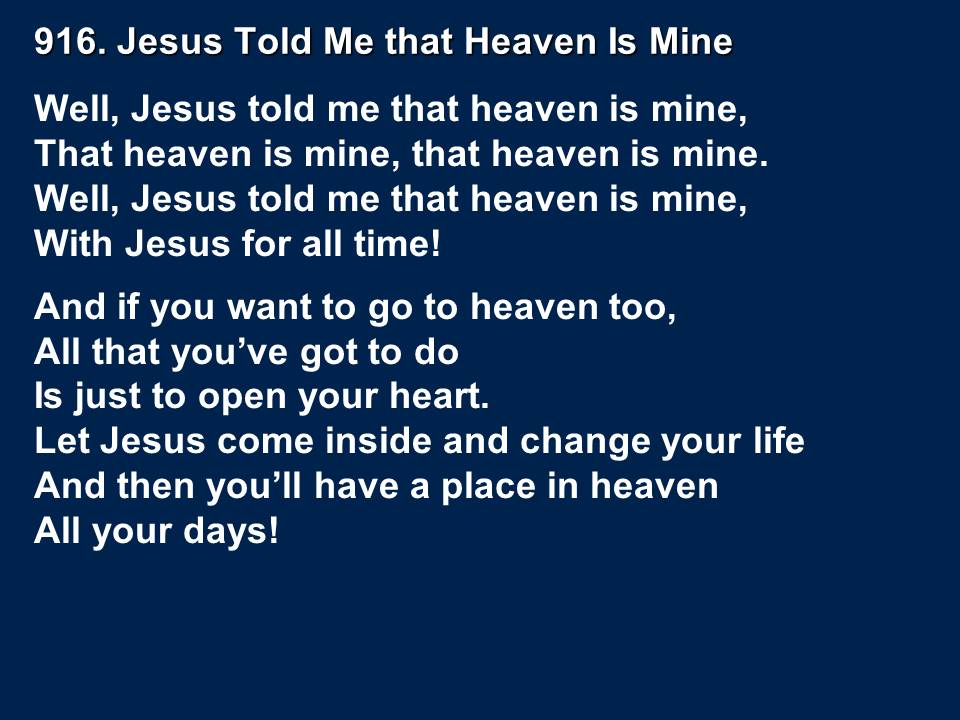 916. Jesus Told Me that Heaven Is Mine
Well, Jesus told me that heaven is mine,
That heaven is mine, that heaven is mine.
Well, Jesus told me that heaven is mine,
With Jesus for all time!
And if you want to go to heaven too,
All that you’ve got to do
Is just to open your heart.
Let Jesus come inside and change your life
And then you’ll have a place in heaven
All your days!